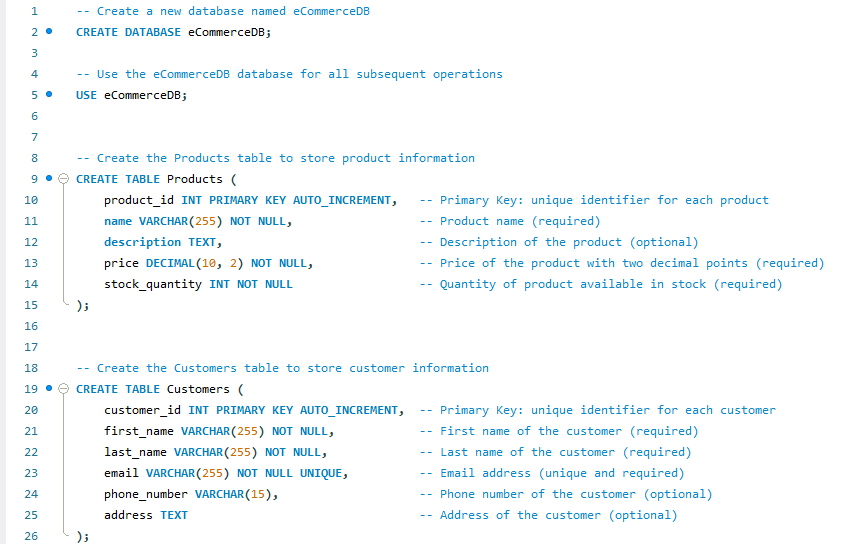 1 -- Create a new database named eCommerceDB
2 CREATE DATABASE eCommerceDB;
3
4 -- Use the eCommerceDB database for all subsequent operations
5 USE eCommerceDB;
6
7
8 -- Create the Products table to store product information
9 CREATE TABLE Products (
10 product_id INT PRIMARY KEY AUTO_INCREMENT, -- Primary Key: unique identifier for each product
11 name VARCHAR(255) NOT NULL, -- Product name (required)
12 description TEXT, -- Description of the product (optional)
13 price DECIMAL(10, 2) NOT NULL, -- Price of the product with two decimal points (required)
14 stock_quantity INT NOT NULL -- Quantity of product available in stock (required)
15 );
16
17
18 -- Create the Customers table to store customer information
19 CREATE TABLE Customers (
20 customer_id INT PRIMARY KEY AUTO_INCREMENT, -- Primary Key: unique identifier for each customer
21 first_name VARCHAR(255) NOT NULL, -- First name of the customer (required)
22 last_name VARCHAR(255) NOT NULL, -- Last name of the customer (required)
23 email VARCHAR(255) NOT NULL UNIQUE, -- Email address (unique and required)
24 phone_number VARCHAR(15), -- Phone number of the customer (optional)
25 address TEXT -- Address of the customer (optional)
26 );